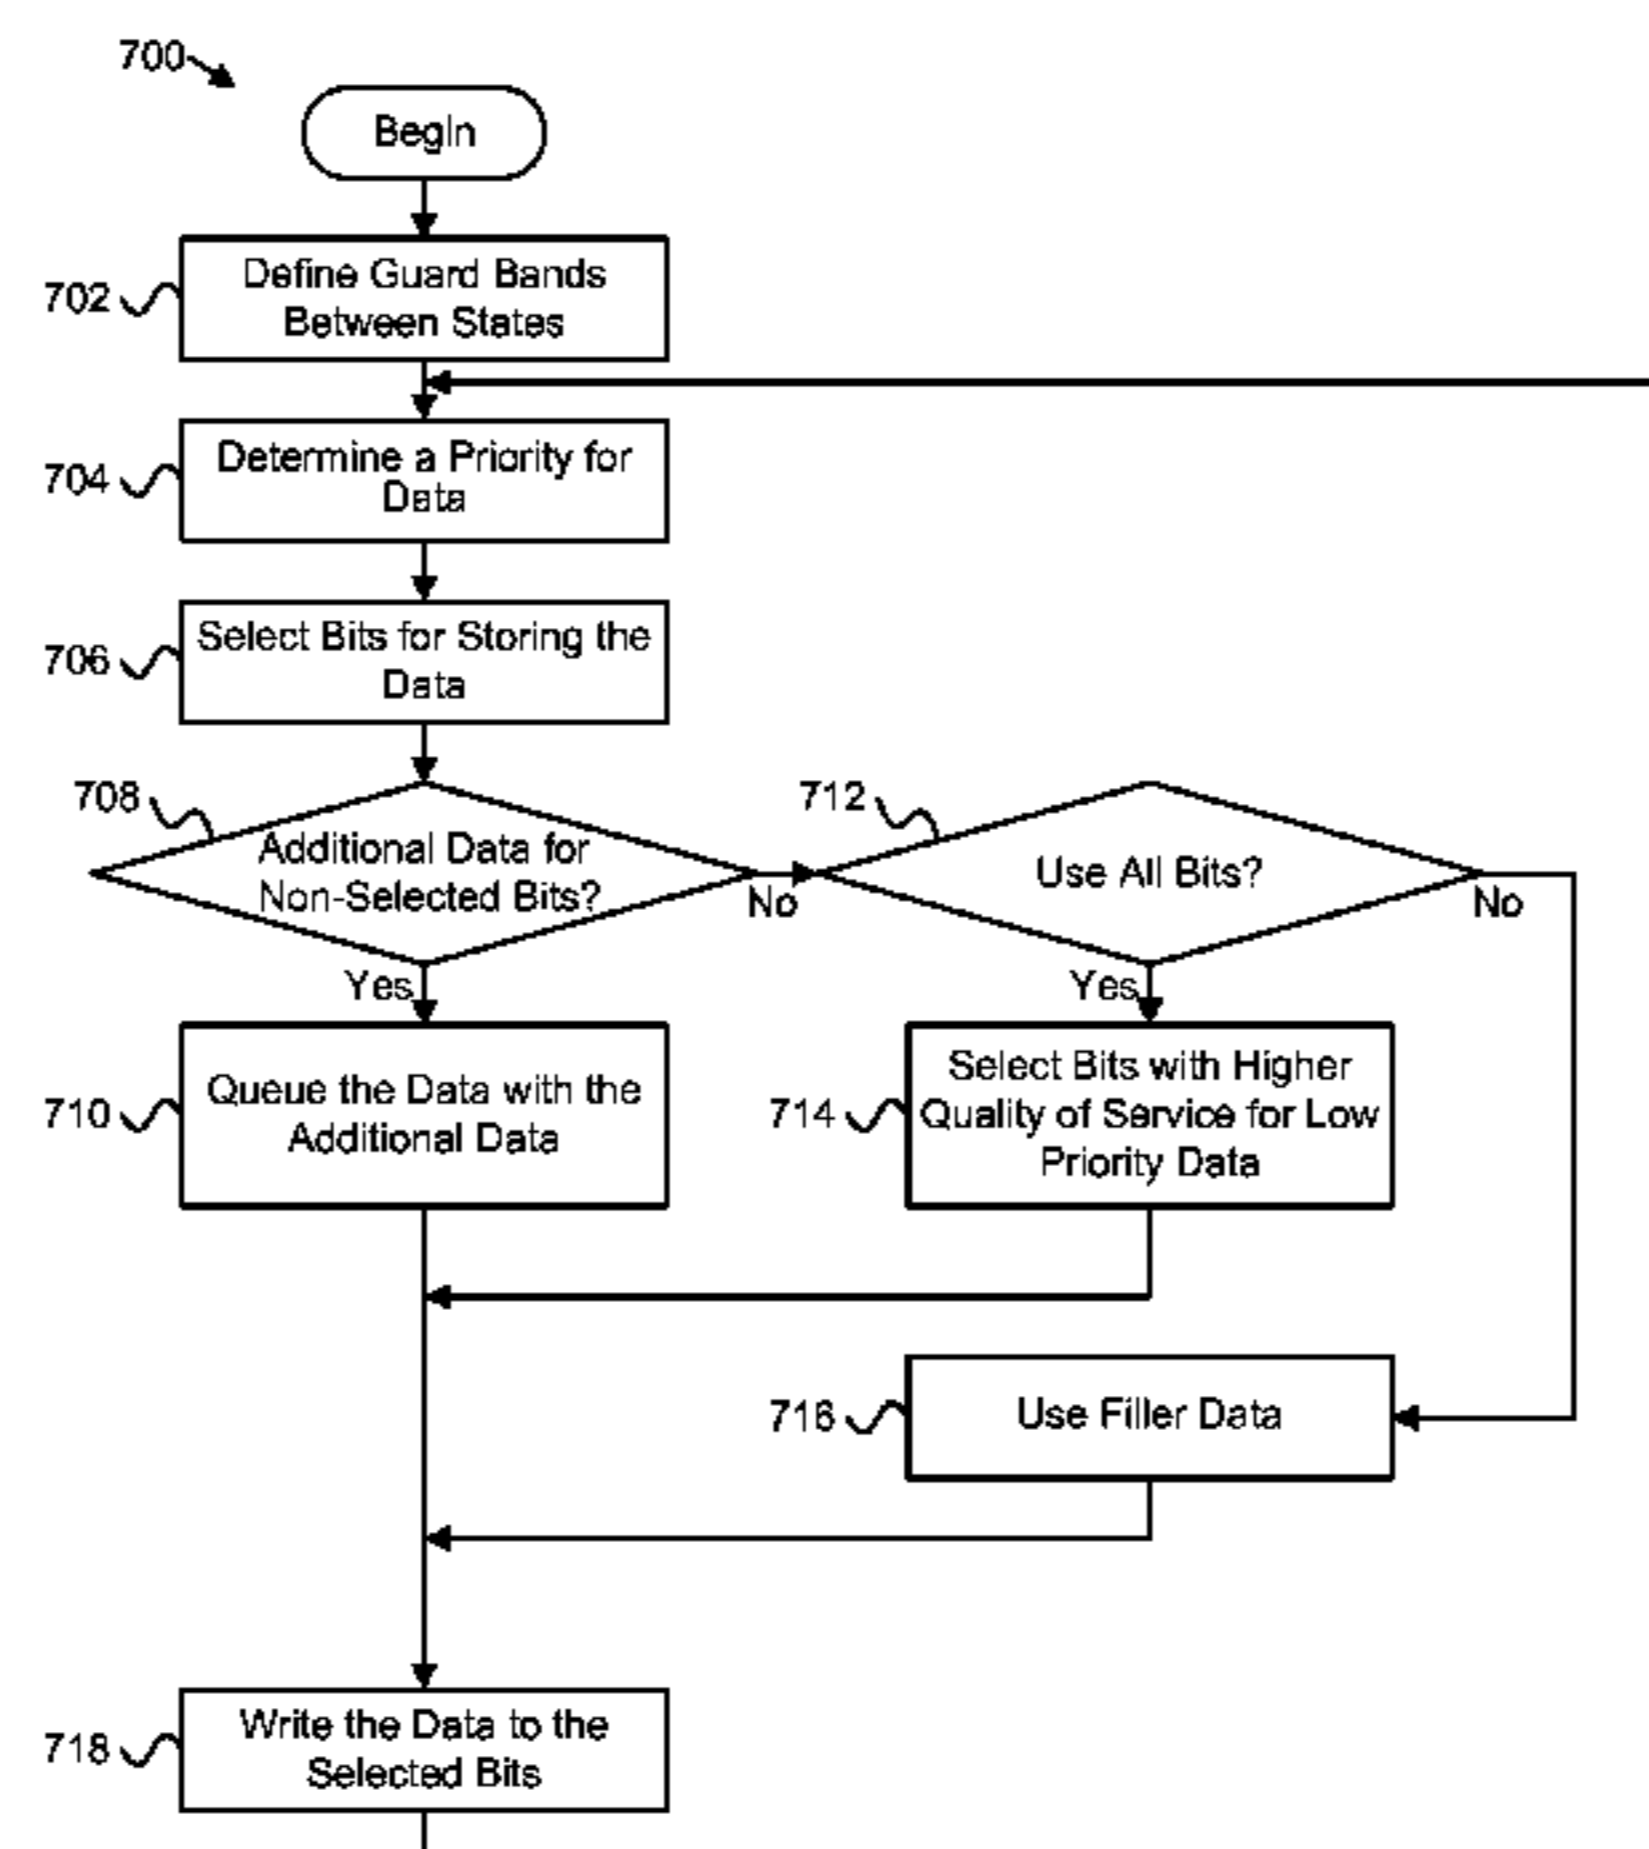 700
Begin
702
Define Guard Bands
Between States
704
Determine a Priority for
Data
706
Select Bits for Storing the
Data
708
Additional Data for
Non-Selected Bits?
No
712
Use All Bits?
No
Yes
Yes
710
Queue the Data with the
Additional Data
714
Select Bits with Higher
Quality of Service for Low
Priority Data
716
Use Filler Data
718
Write the Data to the
Selected Bits